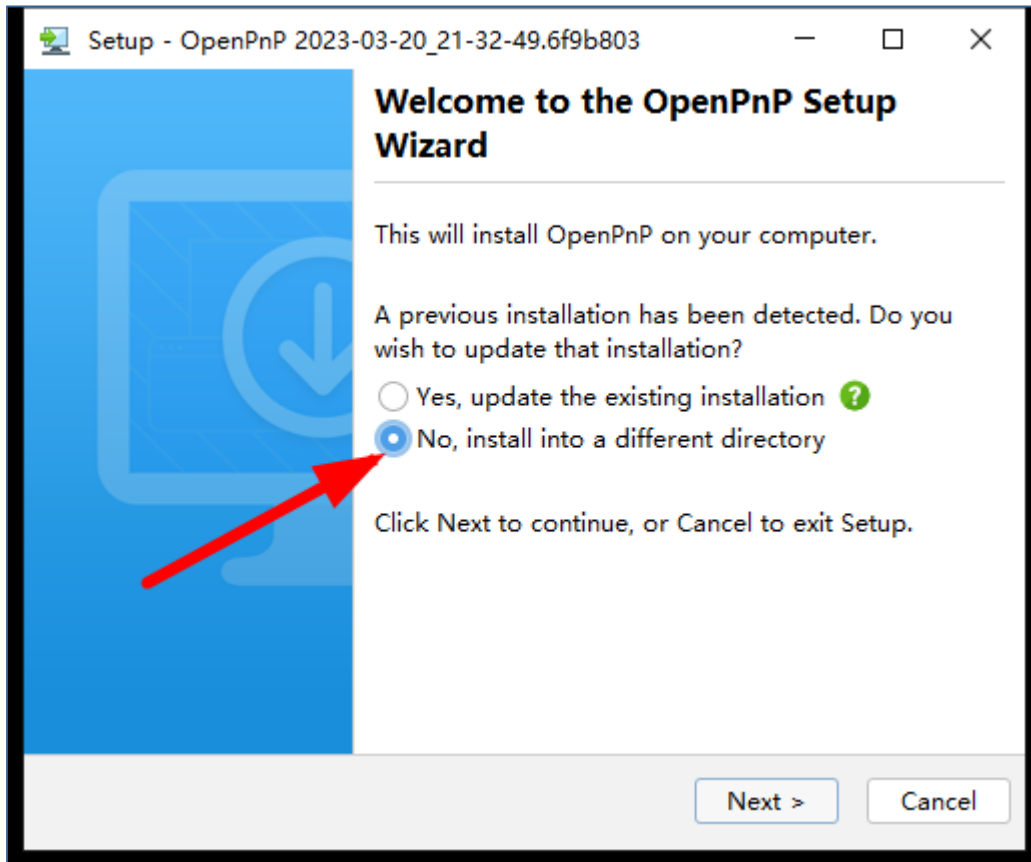 Setup - OpenPnP 2023-03-20_21-32-49.6f9b803
Welcome to the OpenPnP Setup
Wizard
This will install OpenPnP on your computer.
A previous installation has been detected. Do you
wish to update that installation?
Yes, update the existing installation ?
No, install into a different directory
Click Next to continue, or Cancel to exit Setup.
Next >
Cancel